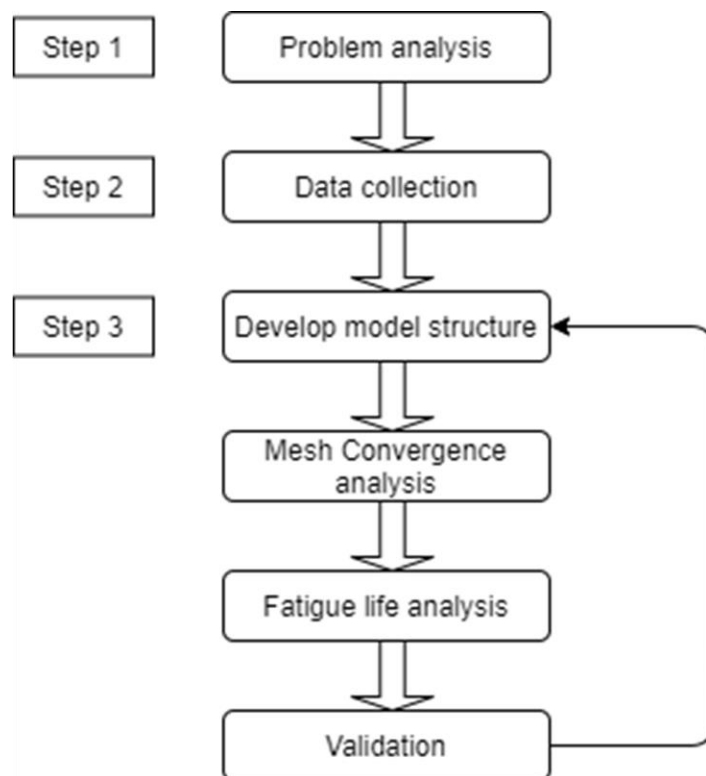 Step 1
Problem analysis
Step 2
Data collection
Step 3
Develop model structure
Mesh Convergence
analysis
Fatigue life analysis
Validation